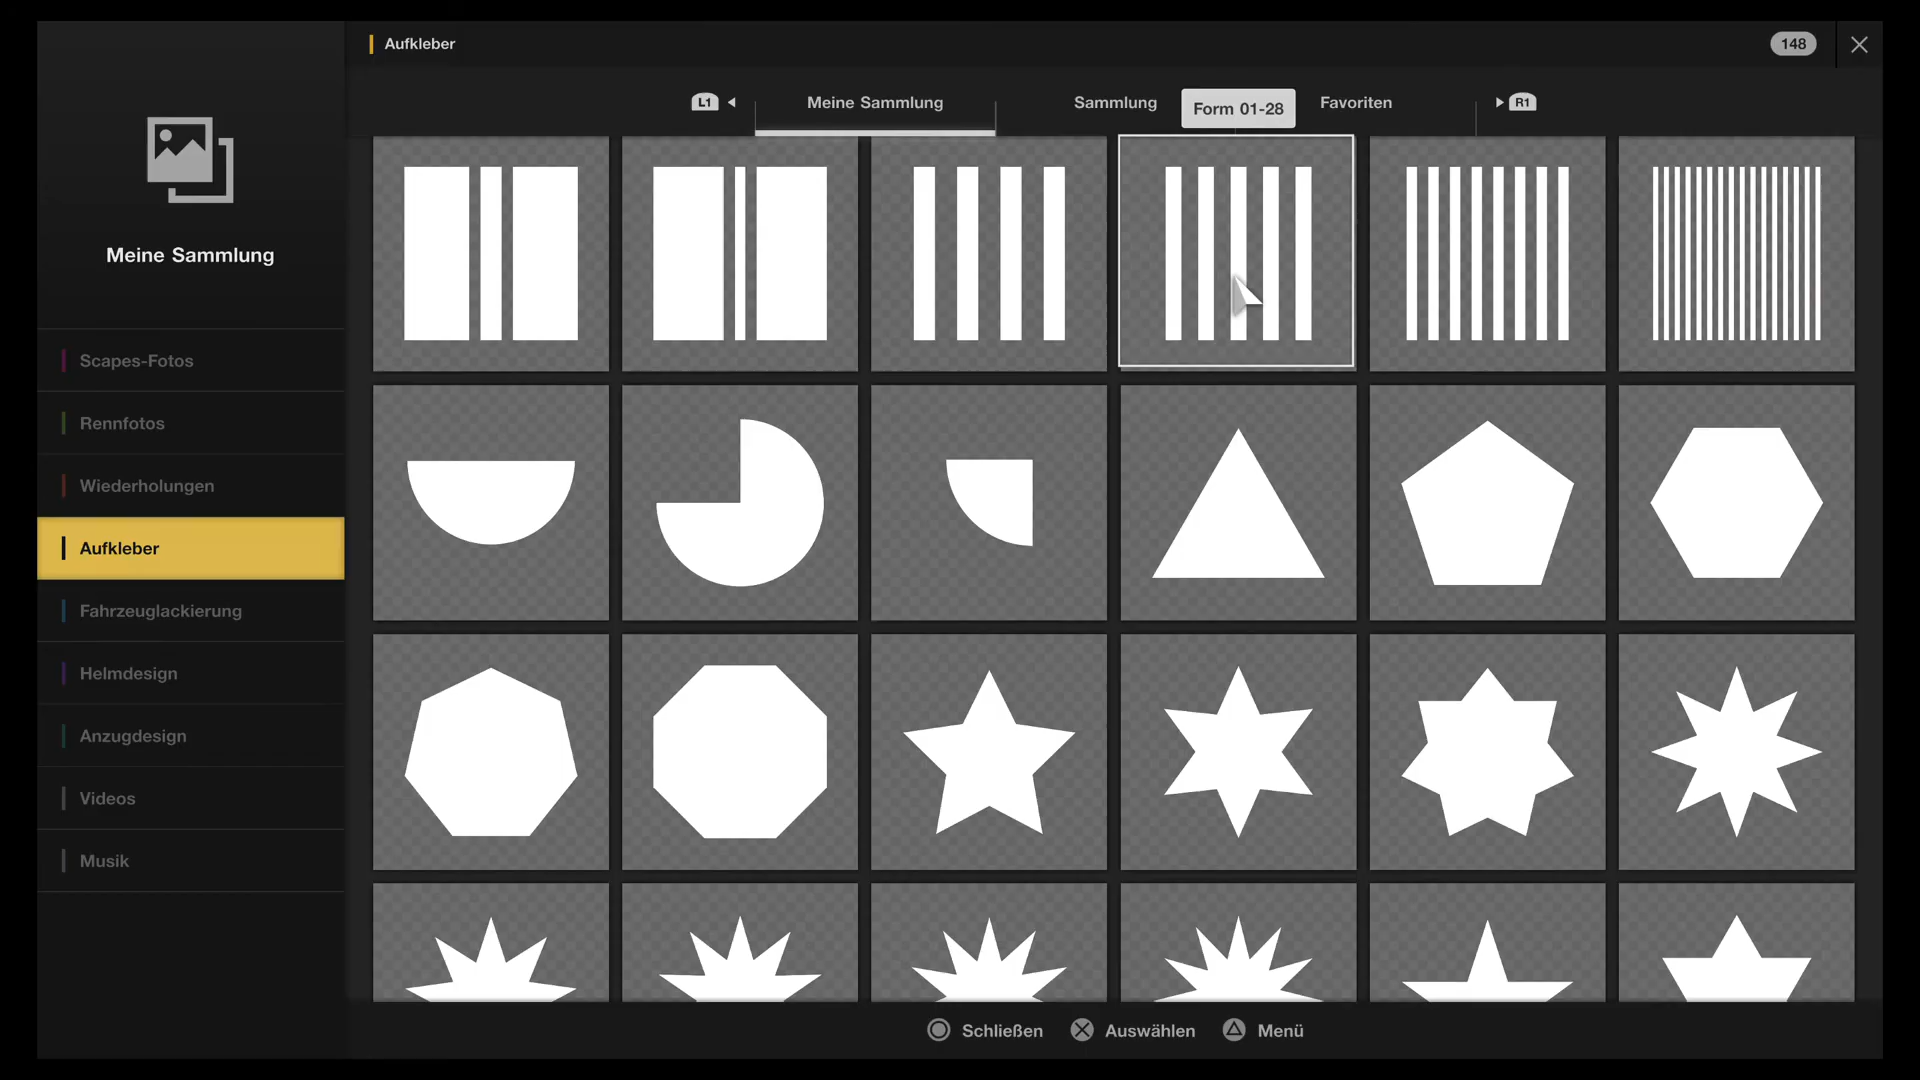 Aufkleber
148
L1
Meine Sammlung
Sammlung
Form 01-28
Favoriten
R1
Meine Sammlung
Scapes-Fotos
Rennfotos
Wiederholungen
Aufkleber
Fahrzeuglackierung
Helmdesign
Anzugdesign
Videos
Musik
Schließen
Auswählen
Menü